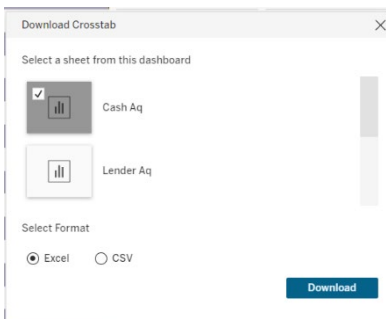 Download Crosstab
Select a sheet from this dashboard
Cash Aq
Lender Aq
Select Format
Excel CSV
Download